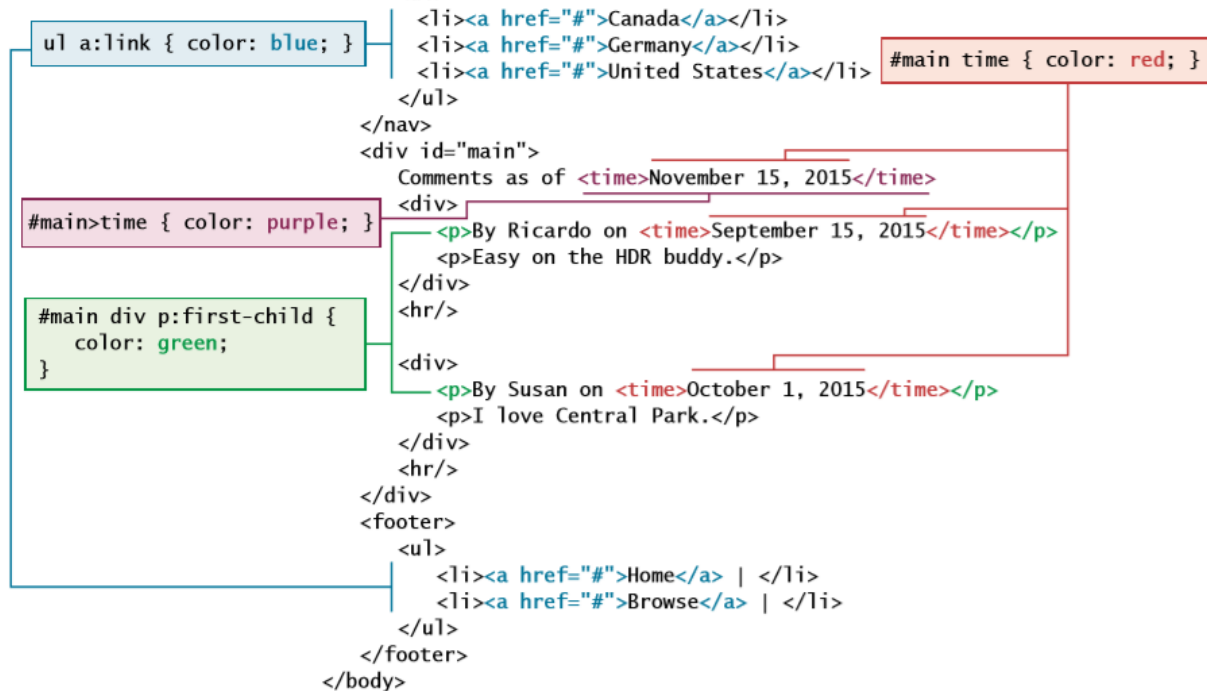 <li><a href="#">Canada</a></li>
ul a:link { color: blue; }
<li><a href="#">Germany</a></li>
<li><a href="#">United States</a></li>
#main time { color: red; }
</ul>
</nav>
<div id="main">
Comments as of <time>November 15, 2015</time>
<div>
#main>time { color: purple; }
<p>By Ricardo on <time>September 15, 2015</time></p>
<p>Easy on the HDR buddy.</p>
</div>
<hr/>
#main div p:first-child {
color: green;
}
<div>
<p>By Susan on <time>October 1, 2015</time></p>
<p>I love Central Park.</p>
</div>
<hr/>
</div>
<footer>
<ul>
<li><a href="#">Home</a> | </li>
<li><a href="#">Browse</a> | </li>
</ul>
</footer>
</body>